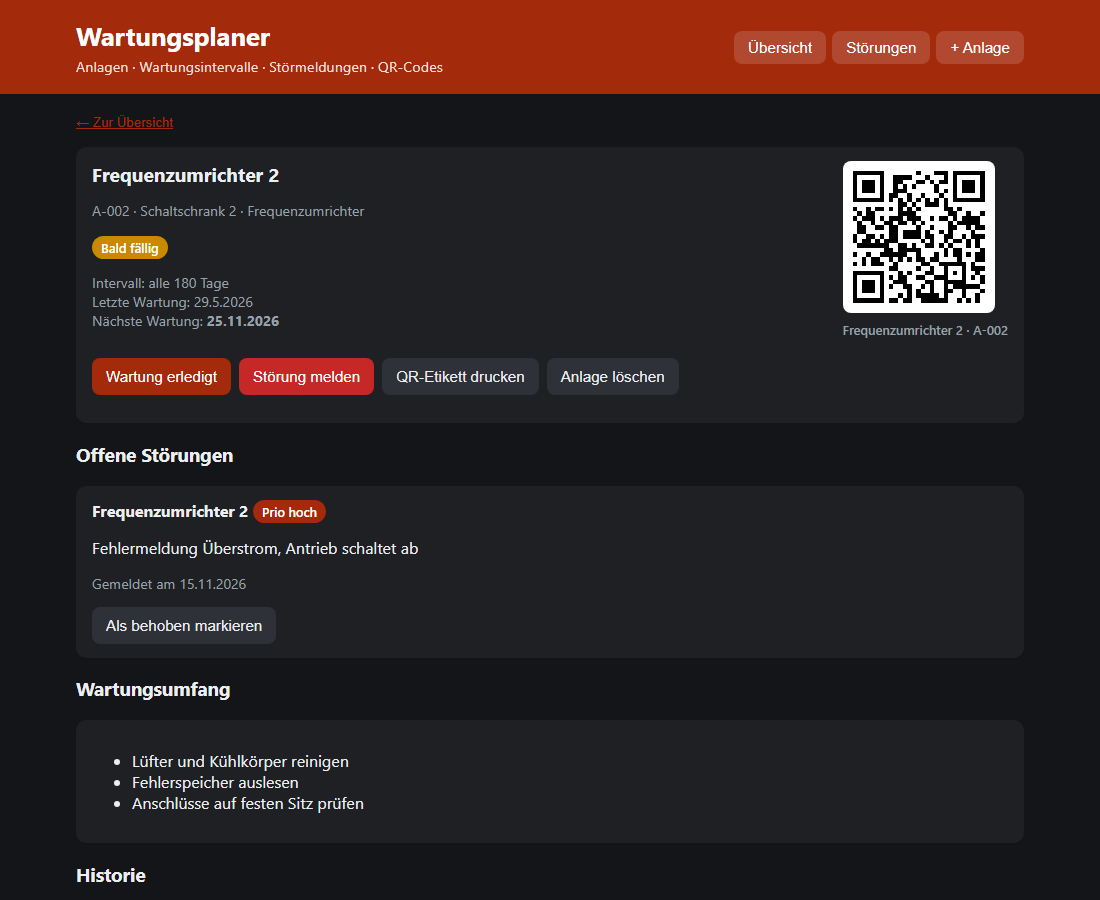 Wartungsplaner
Anlagen · Wartungsintervalle · Störmeldungen · QR-Codes
Übersicht
Störungen
+ Anlage
← Zur Übersicht
Frequenzumrichter 2
A-002 · Schaltschrank 2 · Frequenzumrichter
Bald fällig
Intervall: alle 180 Tage
Letzte Wartung: 29.5.2026
Nächste Wartung: 25.11.2026
Frequenzumrichter 2 · A-002
Wartung erledigt
Störung melden
QR-Etikett drucken
Anlage löschen
Offene Störungen
Frequenzumrichter 2 Prio hoch
Fehlermeldung Überstrom, Antrieb schaltet ab
Gemeldet am 15.11.2026
Als behoben markieren
Wartungsumfang
• Lüfter und Kühlkörper reinigen
• Fehlerspeicher auslesen
• Anschlüsse auf festen Sitz prüfen
Historie